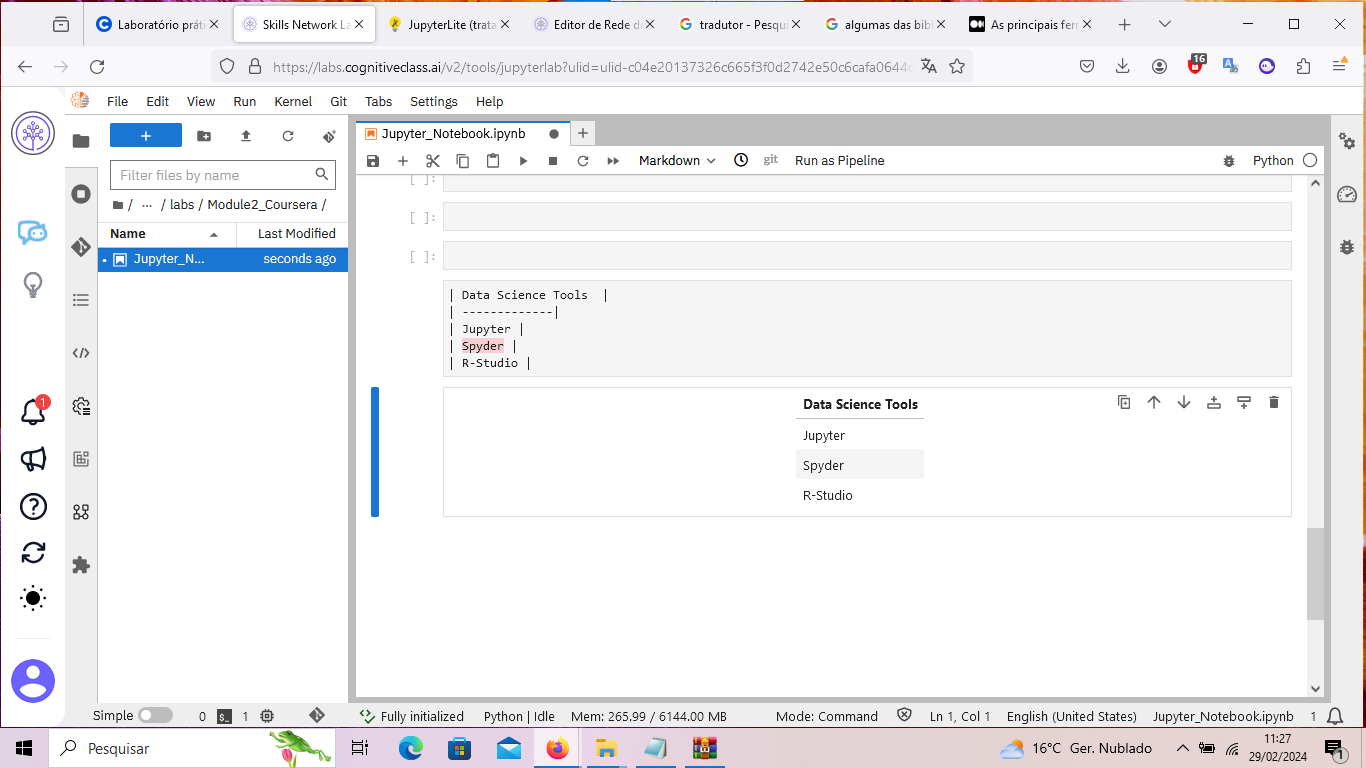 Laboratório práti
Skills Network La
JupyterLite (trata
Editor de Rede de
tradutor - Pesqui
algumas das bibl
As principais ferr
https://labs.cognitiveclass.ai/v2/tools/jupyterlab?ulid=ulid-c04e20137326c665f3f0d2742e50c6cafa0644c
16
File Edit View Run Kernel Git Tabs Settings Help
Jupyter_Notebook.ipynb
Filter files by name
Markdown
git
Run as Pipeline
Python
/ ... / labs / Module2_Coursera /
Name
Last Modified
Jupyter_N...
seconds ago
[ ]:
[ ]:
[ ]:
| Data Science Tools |
| -------------|
| Jupyter |
| Spyder |
| R-Studio |
Data Science Tools
Jupyter
Spyder
R-Studio
1
Simple
0
1
Fully initialized
Python | Idle
Mem: 265.99 / 6144.00 MB
Mode: Command
Ln 1, Col 1
English (United States)
Jupyter_Notebook.ipynb
1
Pesquisar
16°C Ger. Nublado
11:27
29/02/2024
1